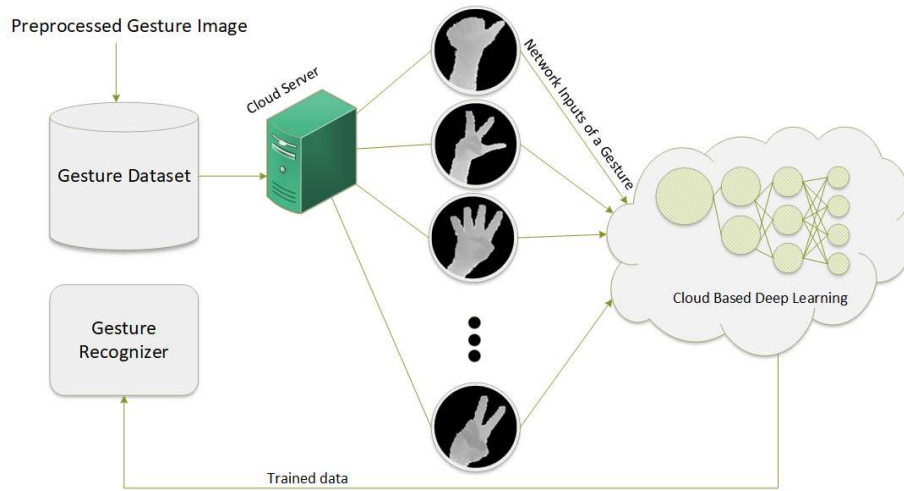 Preprocessed Gesture Image
Cloud Server
Network Inputs of a Gesture
Gesture Dataset
Cloud Based Deep Learning
Gesture
Recognizer
Trained data